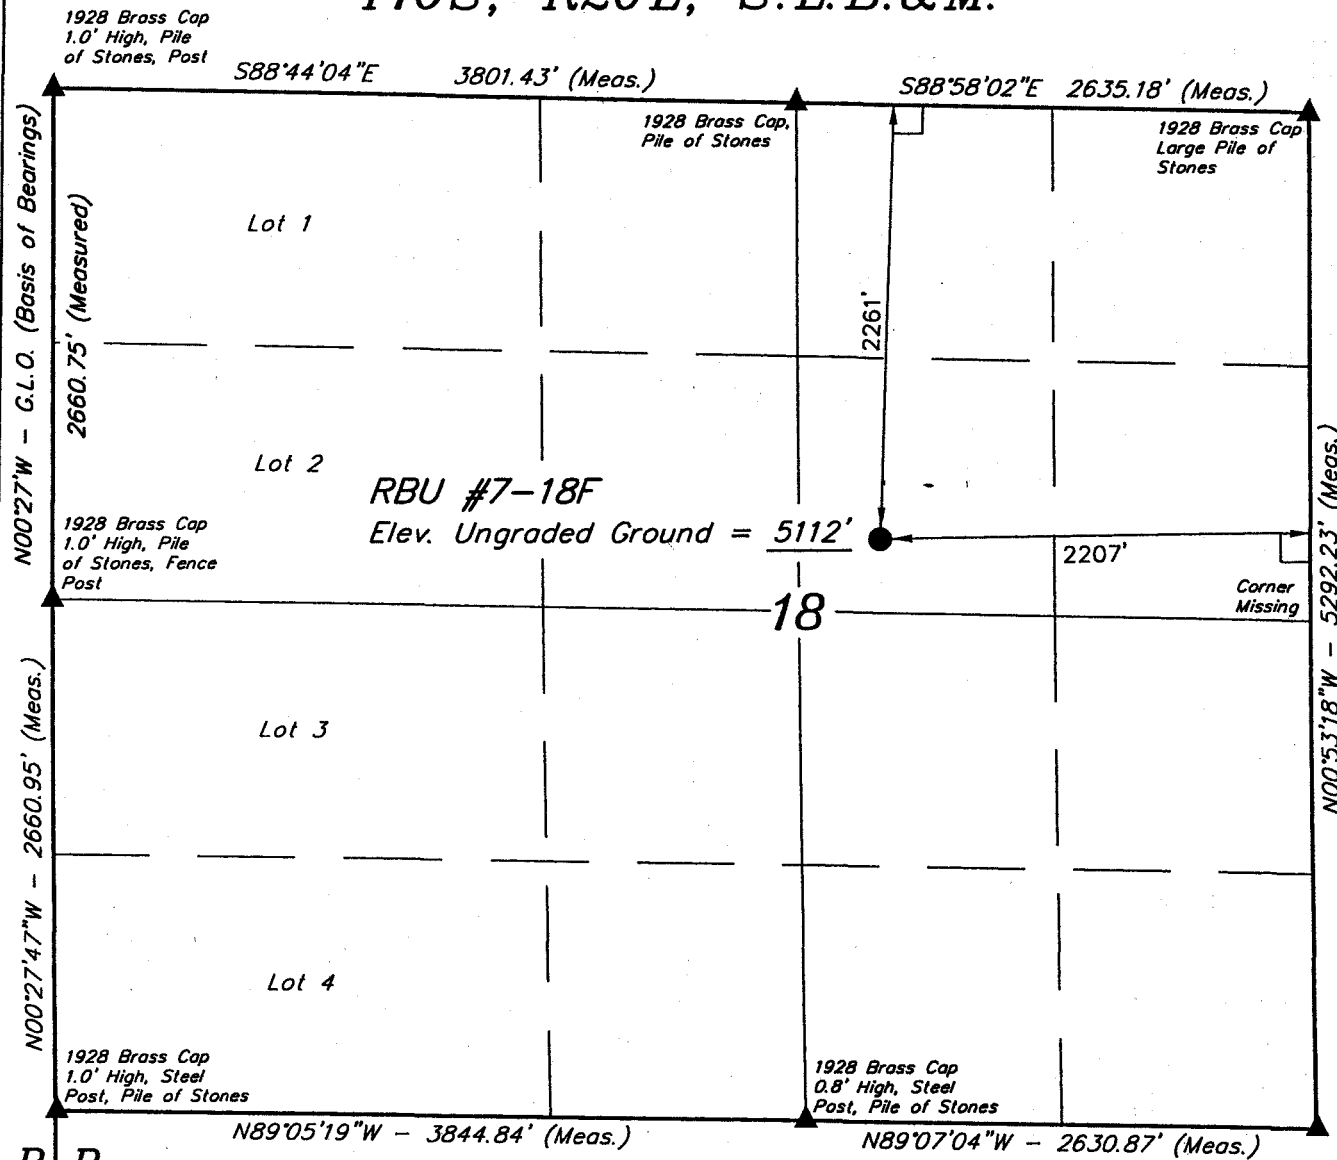 S.L.B.&M.
1928 Brass Cap
1.0' High, Pile
of Stones, Post
S88°44'04"E 3801.43' (Meas.)
S88°58'02"E 2635.18' (Meas.)
1928 Brass Cap,
Pile of Stones
1928 Brass Cap
Large Pile of
Stones
N00°27'W - G.L.O. (Basis of Bearings)
2660.75' (Measured)
Lot 1
2261'
Lot 2
RBU #7-18F
Elev. Ungraded Ground = 5112'
2207'
1928 Brass Cap
1.0' High, Pile
of Stones, Fence
Post
Corner
Missing
18
N00°53'18"W - 5292.23' (Meas.)
Lot 3
N00°27'47"W - 2660.95' (Meas.)
Lot 4
1928 Brass Cap
1.0' High, Steel
Post, Pile of Stones
1928 Brass Cap
0.8' High, Steel
Post, Pile of Stones
N89°05'19"W - 3844.84' (Meas.)
N89°07'04"W - 2630.87' (Meas.)